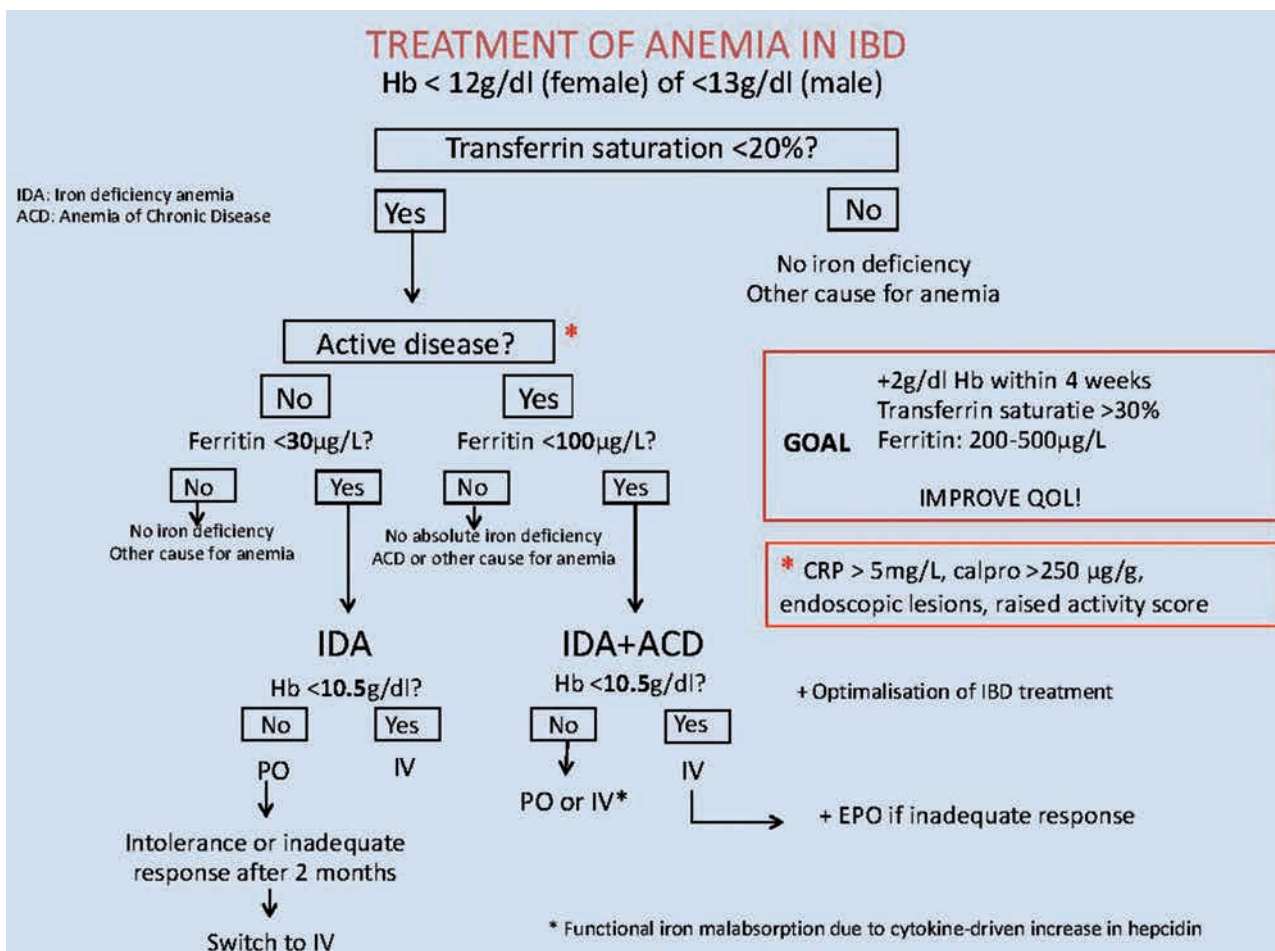 TREATMENT OF ANEMIA IN IBD
Hb < 12g/dl (female) of <13g/dl (male)
Transferrin saturation <20%?
IDA: Iron deficiency anemia
ACD: Anemia of Chronic Disease
Yes
No
No iron deficiency
Other cause for anemia
Active disease? *
No
Yes
Ferritin <30µg/L?
Ferritin <100µg/L?
No
Yes
No
Yes
No iron deficiency
Other cause for anemia
No absolute iron deficiency
ACD or other cause for anemia
GOAL
+2g/dl Hb within 4 weeks
Transferrin saturatie >30%
Ferritin: 200-500µg/L
IMPROVE QOL!
* CRP > 5mg/L, calpro >250 µg/g,
endoscopic lesions, raised activity score
IDA
Hb <10.5g/dl?
No
Yes
PO
IV
Intolerance or inadequate
response after 2 months
Switch to IV
IDA+ACD
Hb <10.5g/dl?
No
Yes
PO or IV*
IV
+ Optimalisation of IBD treatment
+ EPO if inadequate response
* Functional iron malabsorption due to cytokine-driven increase in hepcidin